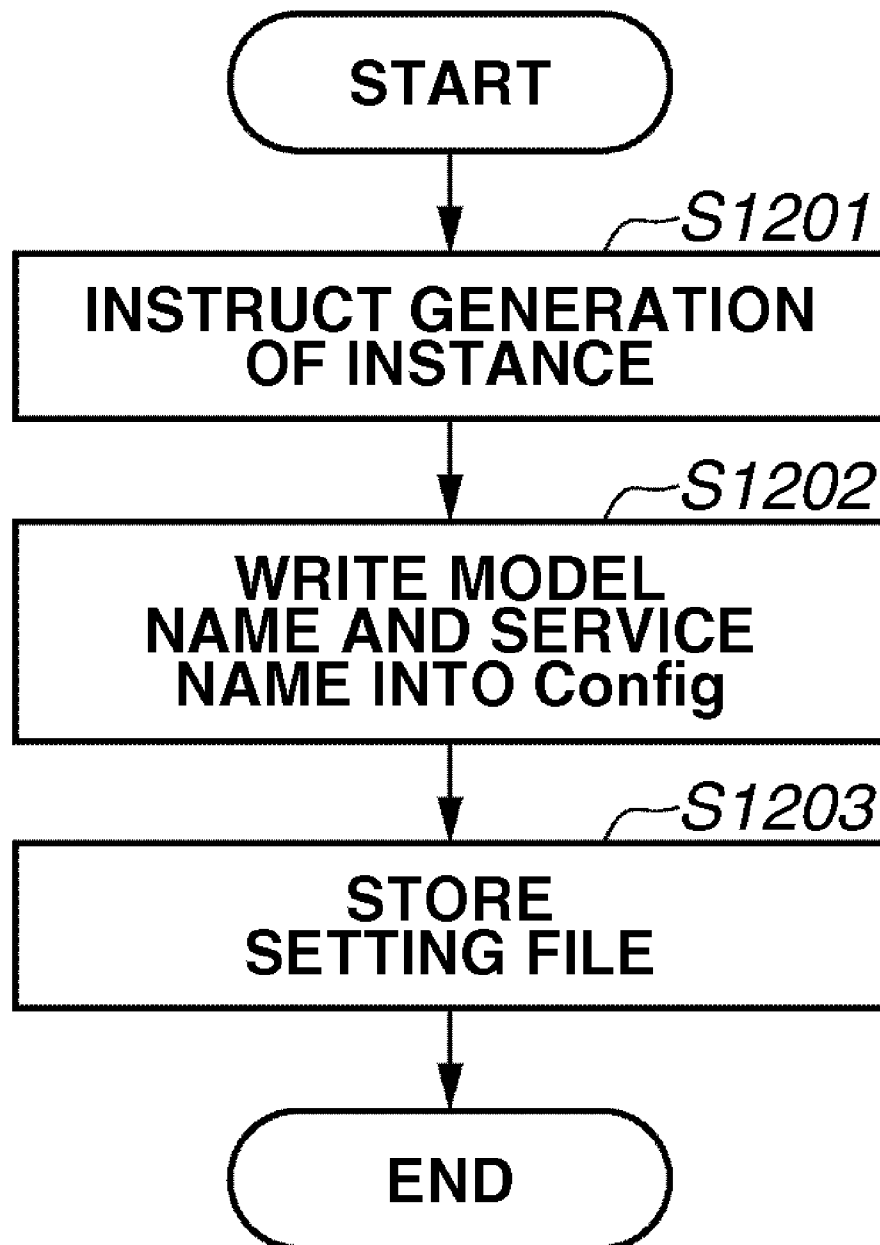 START
S1201
INSTRUCT GENERATION
OF INSTANCE
S1202
WRITE MODEL
NAME AND SERVICE
NAME INTO Config
S1203
STORE
SETTING FILE
END